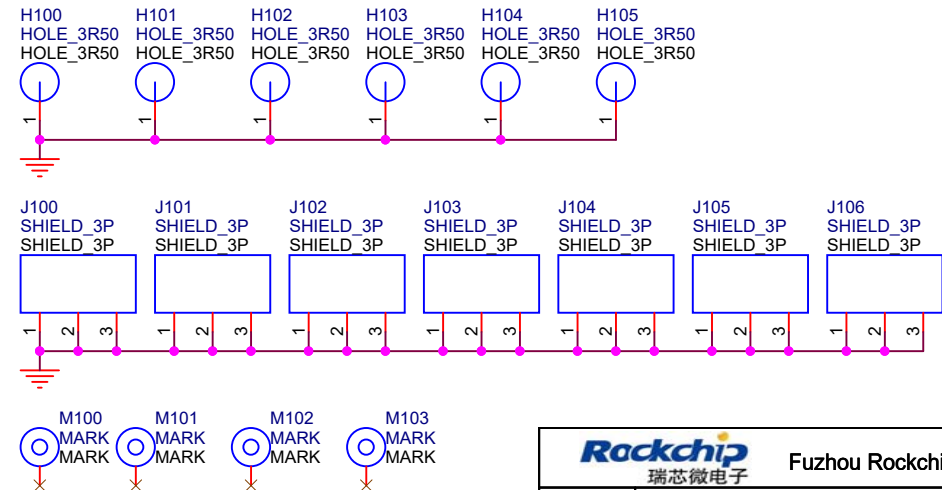 H100 H101 H102 H103 H104 H105
HOLE_3R50 HOLE_3R50 HOLE_3R50 HOLE_3R50 HOLE_3R50 HOLE_3R50
HOLE_3R50 HOLE_3R50 HOLE_3R50 HOLE_3R50 HOLE_3R50 HOLE_3R50
1 1 1 1 1 1
J100 J101 J102 J103 J104 J105 J106
SHIELD_3P SHIELD_3P SHIELD_3P SHIELD_3P SHIELD_3P SHIELD_3P SHIELD_3P
SHIELD_3P SHIELD_3P SHIELD_3P SHIELD_3P SHIELD_3P SHIELD_3P SHIELD_3P
1 2 3 1 2 3 1 2 3 1 2 3 1 2 3 1 2 3 1 2 3
M100 M101 M102 M103
MARK MARK MARK MARK
MARK MARK MARK MARK
Rockchip
瑞芯微电子
Fuzhou Rockchi